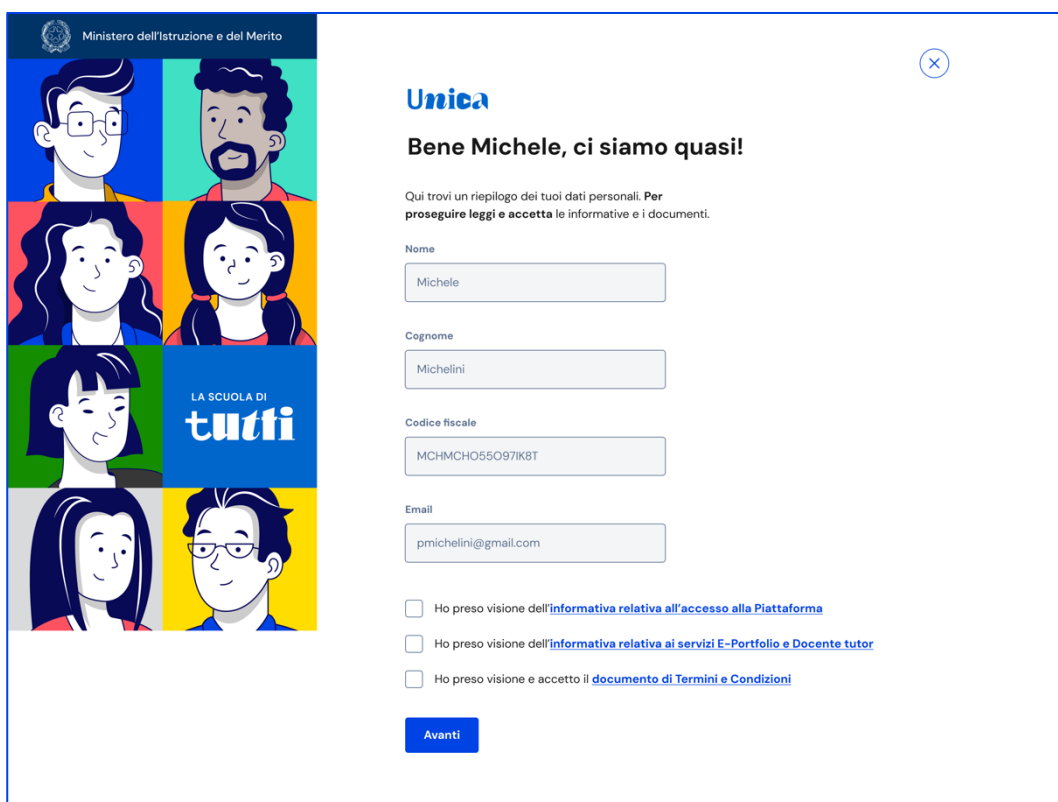 Ministero dell'Istruzione e del Merito
LA SCUOLA DI
tutti
Unica
Bene Michele, ci siamo quasi!
Qui trovi un riepilogo dei tuoi dati personali. Per
proseguire leggi e accetta le informative e i documenti.
Nome
Michele
Cognome
Michelini
Codice fiscale
MCHMCHO55O97IK8T
Email
pmichelini@gmail.com
Ho preso visione dell'informativa relativa all'accesso alla Piattaforma
Ho preso visione dell'informativa relativa ai servizi E-Portfolio e Docente tutor
Ho preso visione e accetto il documento di Termini e Condizioni
Avanti